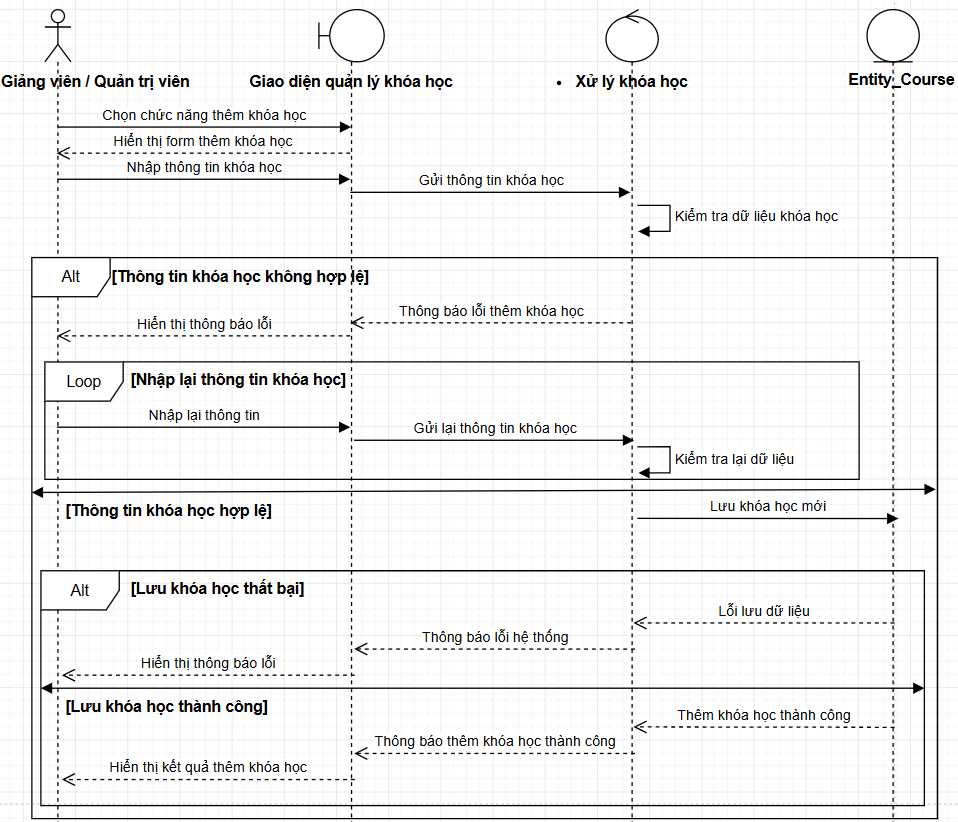 Giảng viên / Quản trị viên
Giao diện quản lý khóa học
• Xử lý khóa học
Entity_Course
Chọn chức năng thêm khóa học
Hiển thị form thêm khóa học
Nhập thông tin khóa học
Gửi thông tin khóa học
Kiểm tra dữ liệu khóa học
Alt
[Thông tin khóa học không hợp lệ]
Thông báo lỗi thêm khóa học
Hiển thị thông báo lỗi
Loop
[Nhập lại thông tin khóa học]
Nhập lại thông tin
Gửi lại thông tin khóa học
Kiểm tra lại dữ liệu
[Thông tin khóa học hợp lệ]
Lưu khóa học mới
Alt
[Lưu khóa học thất bại]
Lỗi lưu dữ liệu
Thông báo lỗi hệ thống
Hiển thị thông báo lỗi
[Lưu khóa học thành công]
Thêm khóa học thành công
Thông báo thêm khóa học thành công
Hiển thị kết quả thêm khóa học